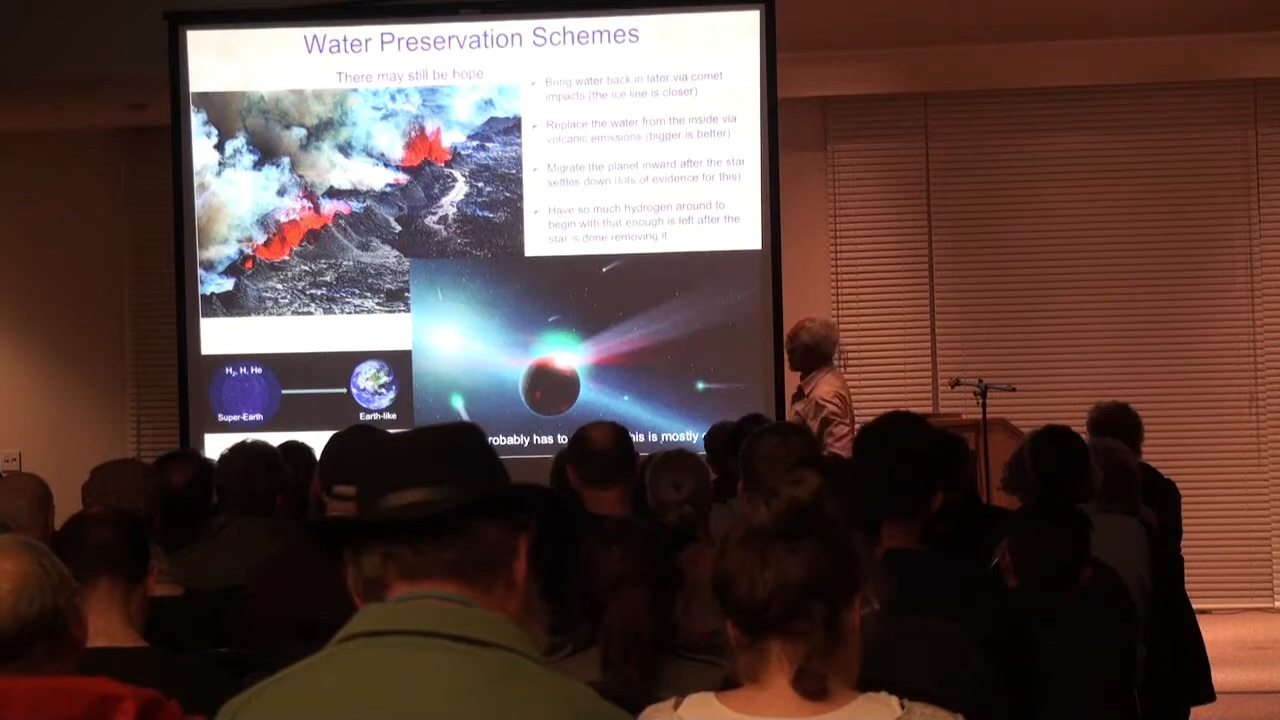 Water Preservation Schemes
There may still be hope
Bring water back in later via comet
impacts (the ice line is closer)
Replace the water from the inside via
volcanic emissions (bigger is better)
Migrate the planet inward after the star
settles down (lots of evidence for this)
Have so much hydrogen around to
begin with that enough is left after the
star is done removing it
H2, H, He
Super-Earth
Earth-like
robably has to his is mostly